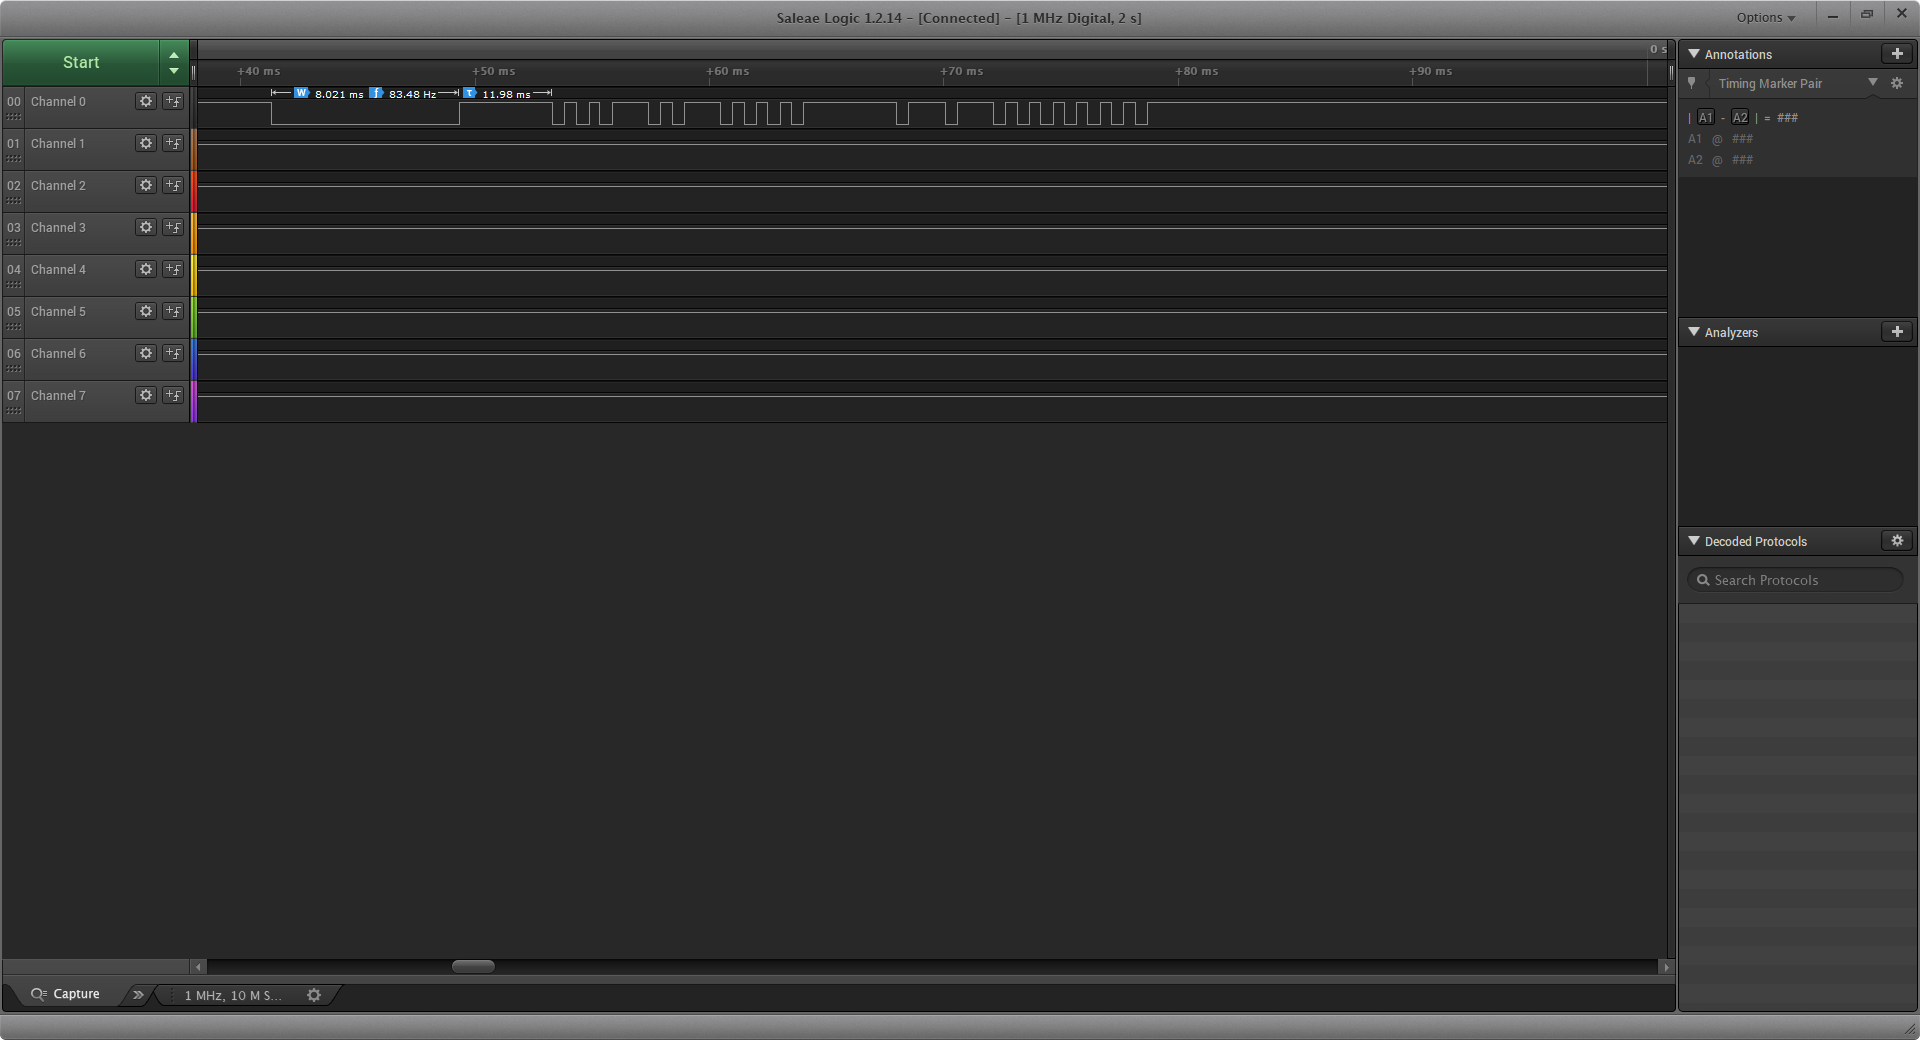 Saleae Logic 1.2.14 - [Connected] - [1 MHz Digital, 2 s]
Options
Start
0 s
+40 ms +50 ms +60 ms +70 ms +80 ms +90 ms
W 8.021 ms f 83.48 Hz τ 11.98 ms
00 Channel 0
01 Channel 1
02 Channel 2
03 Channel 3
04 Channel 4
05 Channel 5
06 Channel 6
07 Channel 7
Annotations
Timing Marker Pair
| A1 - A2 | = ###
A1 @ ###
A2 @ ###
Analyzers
Decoded Protocols
Search Protocols
Capture
1 MHz, 10 M S...